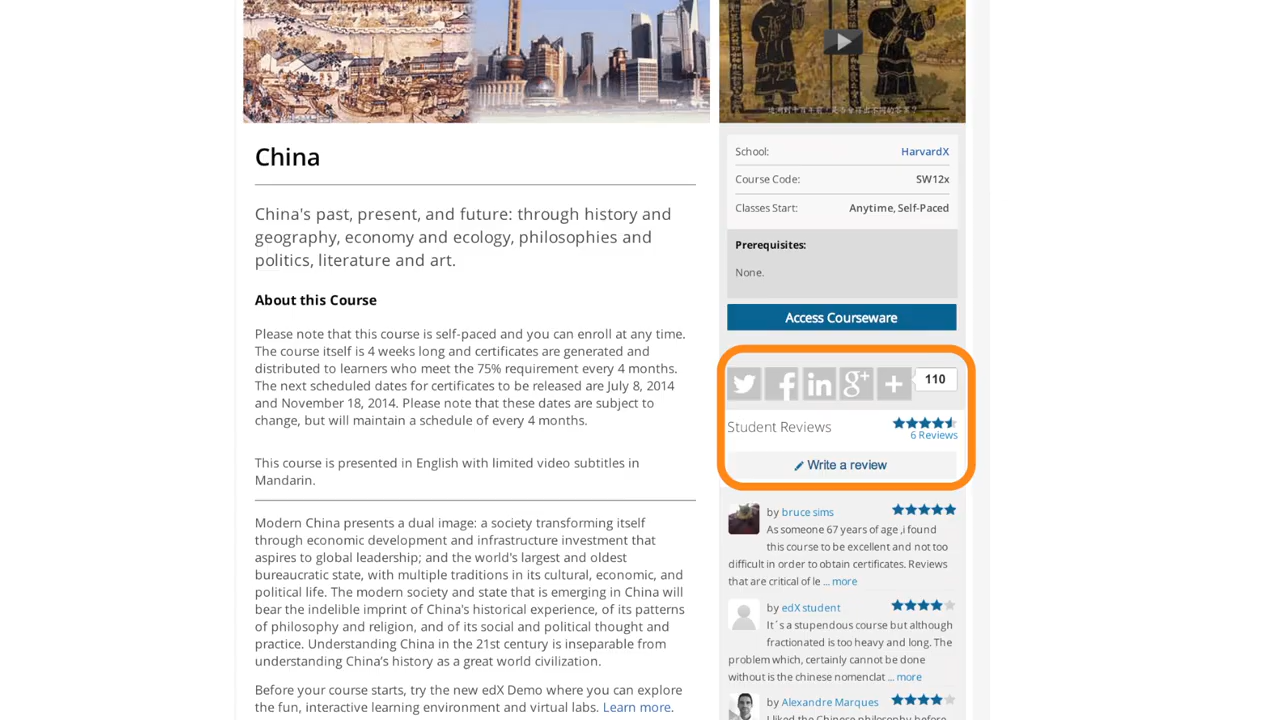 China
China's past, present, and future: through history and
geography, economy and ecology, philosophies and
politics, literature and art.
About this Course
Please note that this course is self-paced and you can enroll at any time.
The course itself is 4 weeks long and certificates are generated and
distributed to learners who meet the 75% requirement every 4 months.
The next scheduled dates for certificates to be released are July 8, 2014
and November 18, 2014. Please note that these dates are subject to
change, but will maintain a schedule of every 4 months.
This course is presented in English with limited video subtitles in
Mandarin.
Modern China presents a dual image: a society transforming itself
through economic development and infrastructure investment that
aspires to global leadership; and the world's largest and oldest
bureaucratic state, with multiple traditions in its cultural, economic, and
political life. The modern society and state that is emerging in China will
bear the indelible imprint of China's historical experience, of its patterns
of philosophy and religion, and of its social and political thought and
practice. Understanding China in the 21st century is inseparable from
understanding China's history as a great world civilization.
Before your course starts, try the new edX Demo where you can explore
the fun, interactive learning environment and virtual labs. Learn more.
School: HarvardX
Course Code: SW12x
Classes Start: Anytime, Self-Paced
Prerequisites:
None.
Access Courseware
in g+ + 110
Student Reviews
6 Reviews
Write a review
by bruce sims
As someone 67 years of age ,i found
this course to be excellent and not too
difficult in order to obtain certificates. Reviews
that are critical of le ... more
by edX student
It´s a stupendous course but although
fractionated is too heavy and long. The
problem which, certainly cannot be done
without is the chinese nomenclat ... more
by Alexandre Marques
I liked the Chinese philosophy before